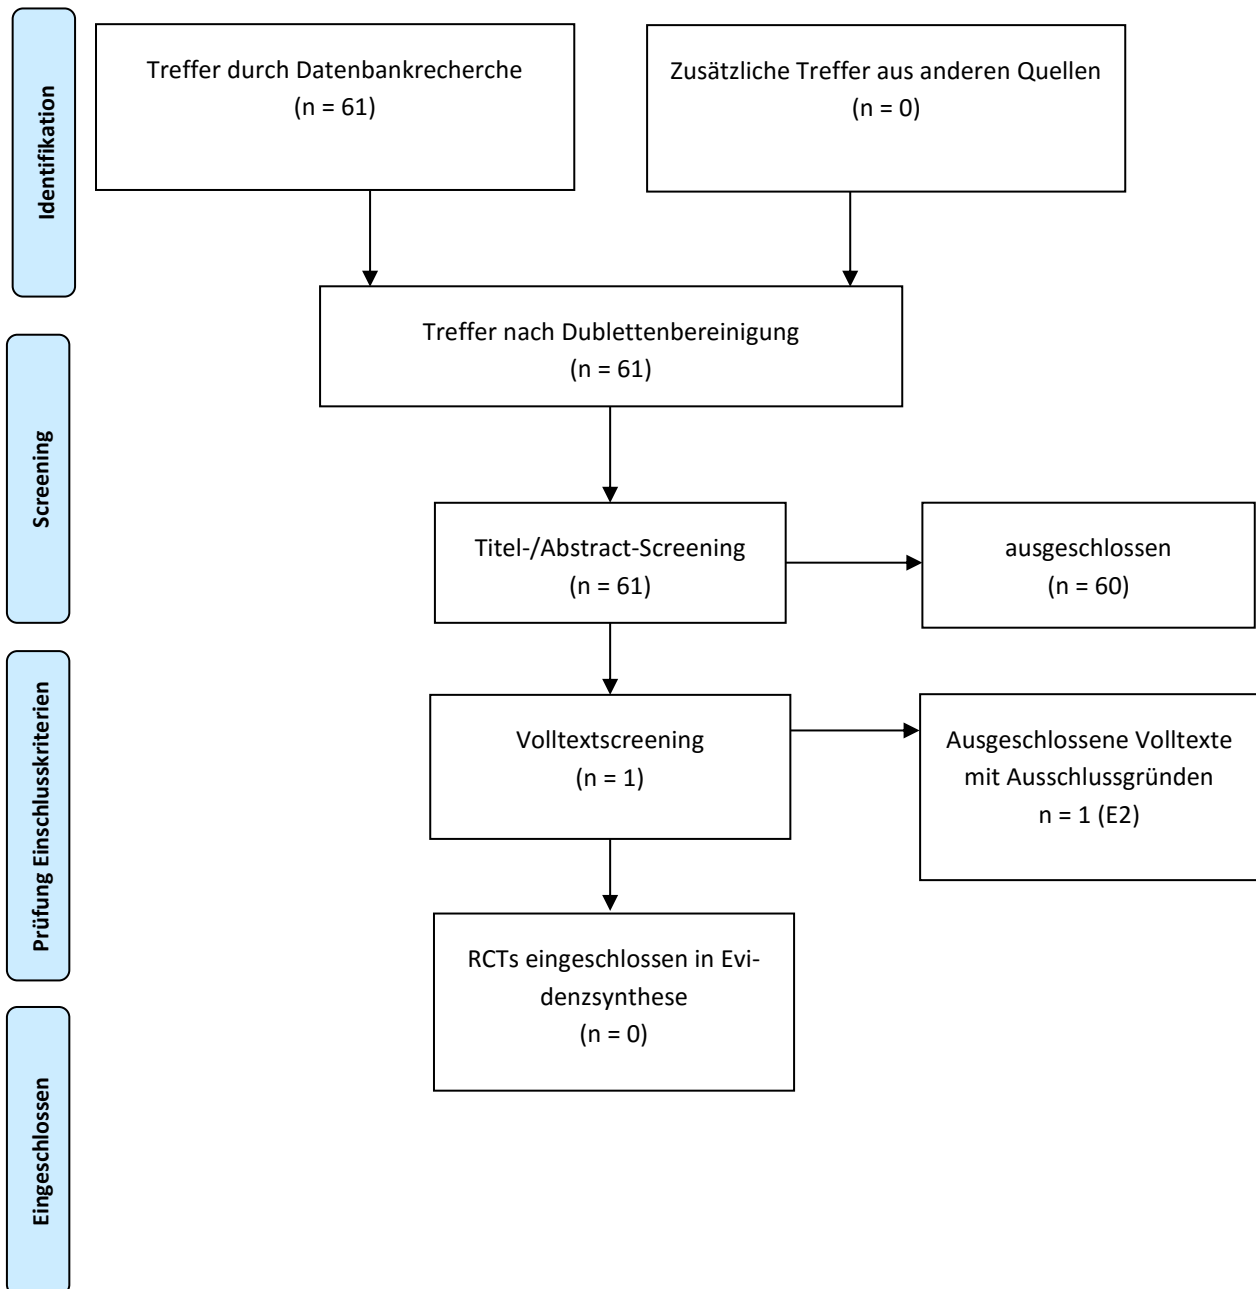 Identifikation
Treffer durch Datenbankrecherche
(n = 61)
Zusätzliche Treffer aus anderen Quellen
(n = 0)
Treffer nach Dublettenbereinigung
(n = 61)
Screening
Titel-/Abstract-Screening
(n = 61)
ausgeschlossen
(n = 60)
Prüfung Einschlusskriterien
Volltextscreening
(n = 1)
Ausgeschlossene Volltexte
mit Ausschlussgründen
n = 1 (E2)
RCTs eingeschlossen in Evi-
denzsynthese
(n = 0)
Eingeschlossen